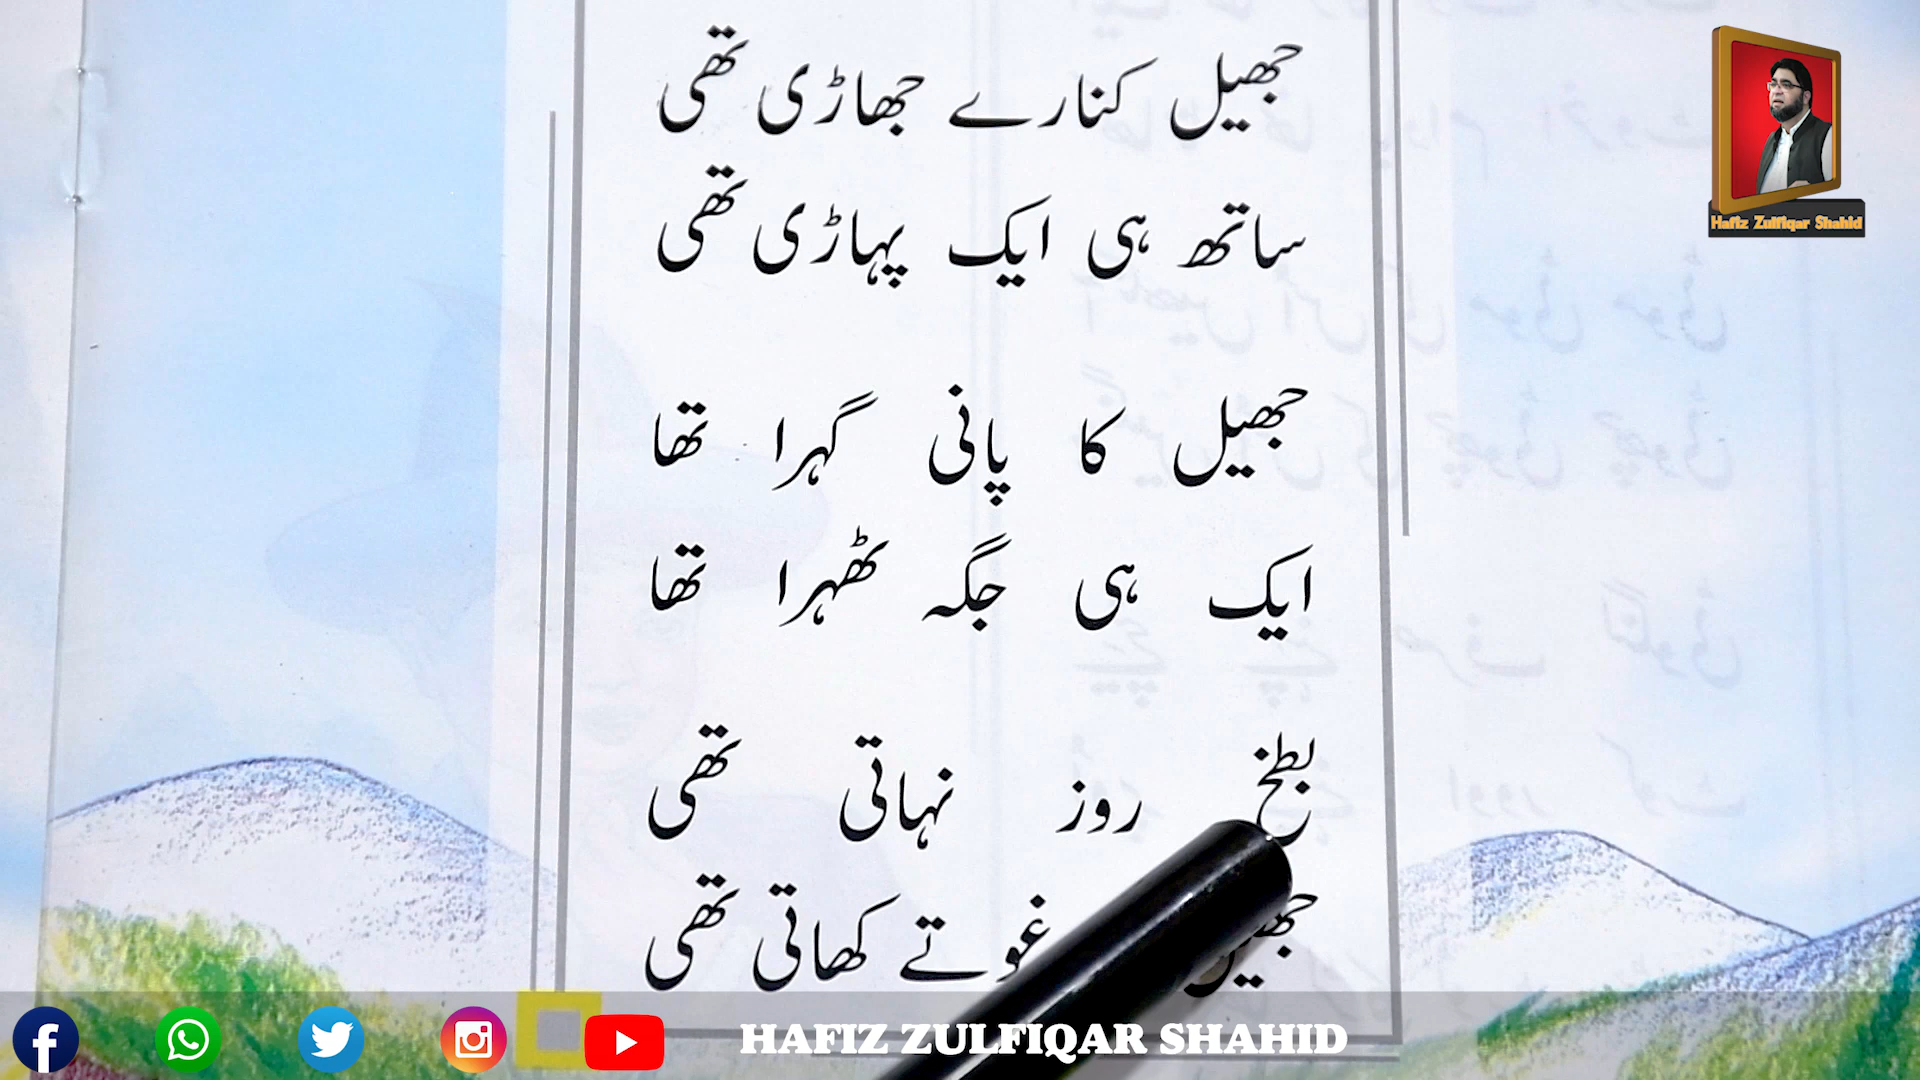 جھیل کنارے جھاڑی تھی
ساتھ ہی ایک پہاڑی تھی
جھیل کا پانی گہرا تھا
ایک ہی جگہ ٹھہرا تھا
بطخ روز نہاتی تھی
جھیل غوتے کھاتی تھی
Hafiz Zulfiqar Shahid
HAFIZ ZULFIQAR SHAHID